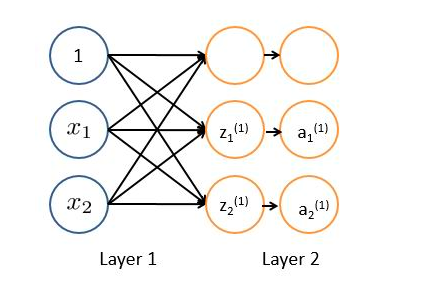 1
x₁ z₁⁽¹⁾ a₁⁽¹⁾
x₂ z₂⁽¹⁾ a₂⁽¹⁾
Layer 1 Layer 2